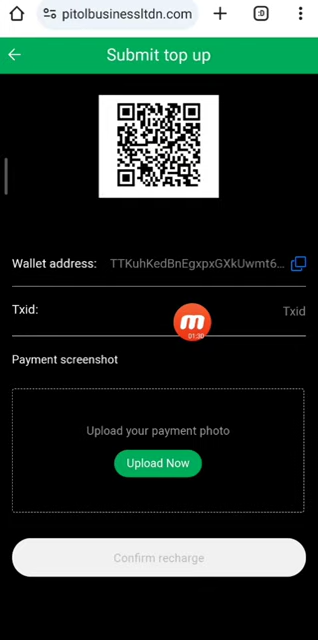 pitolbusinessltdn.com
:D
Submit top up
Wallet address: TTKuhKedBnEgxpxGXkUwmt6...
Txid: Txid
01:30
Payment screenshot
Upload your payment photo
Upload Now
Confirm recharge